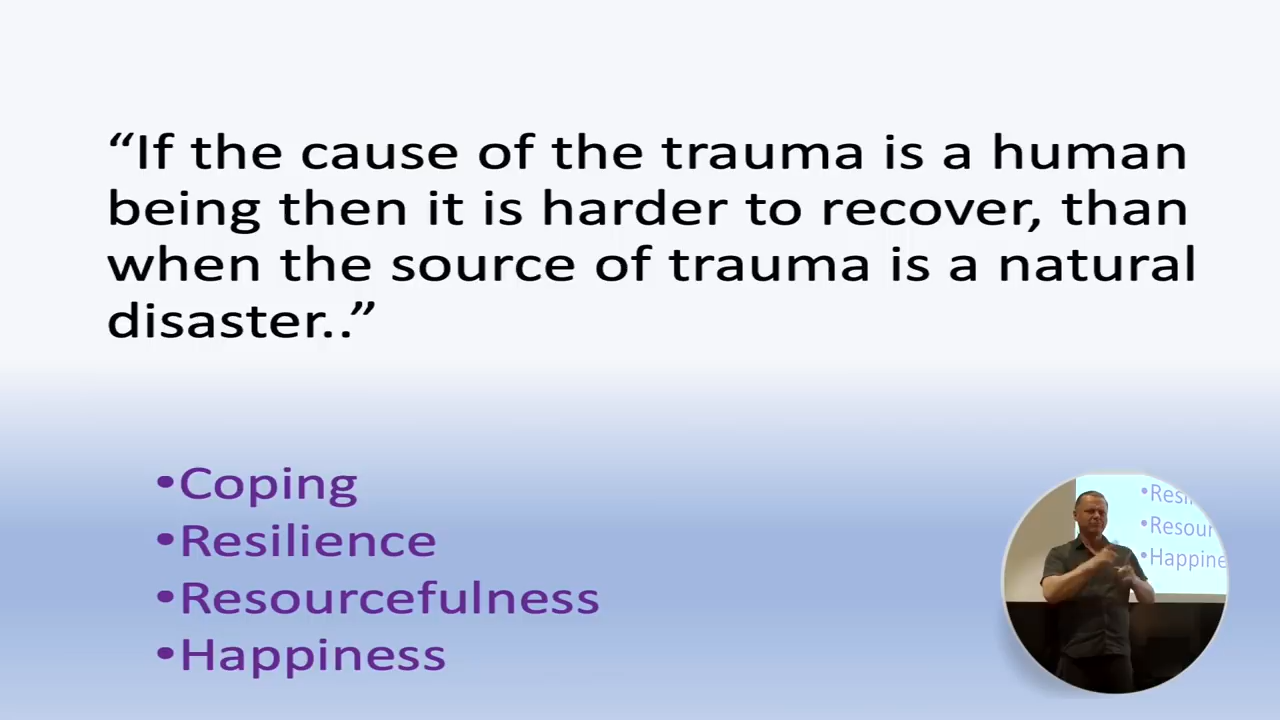 “If the cause of the trauma is a human
being then it is harder to recover, than
when the source of trauma is a natural
disaster..”
•Coping
•Resilience
•Resourcefulness
•Happiness